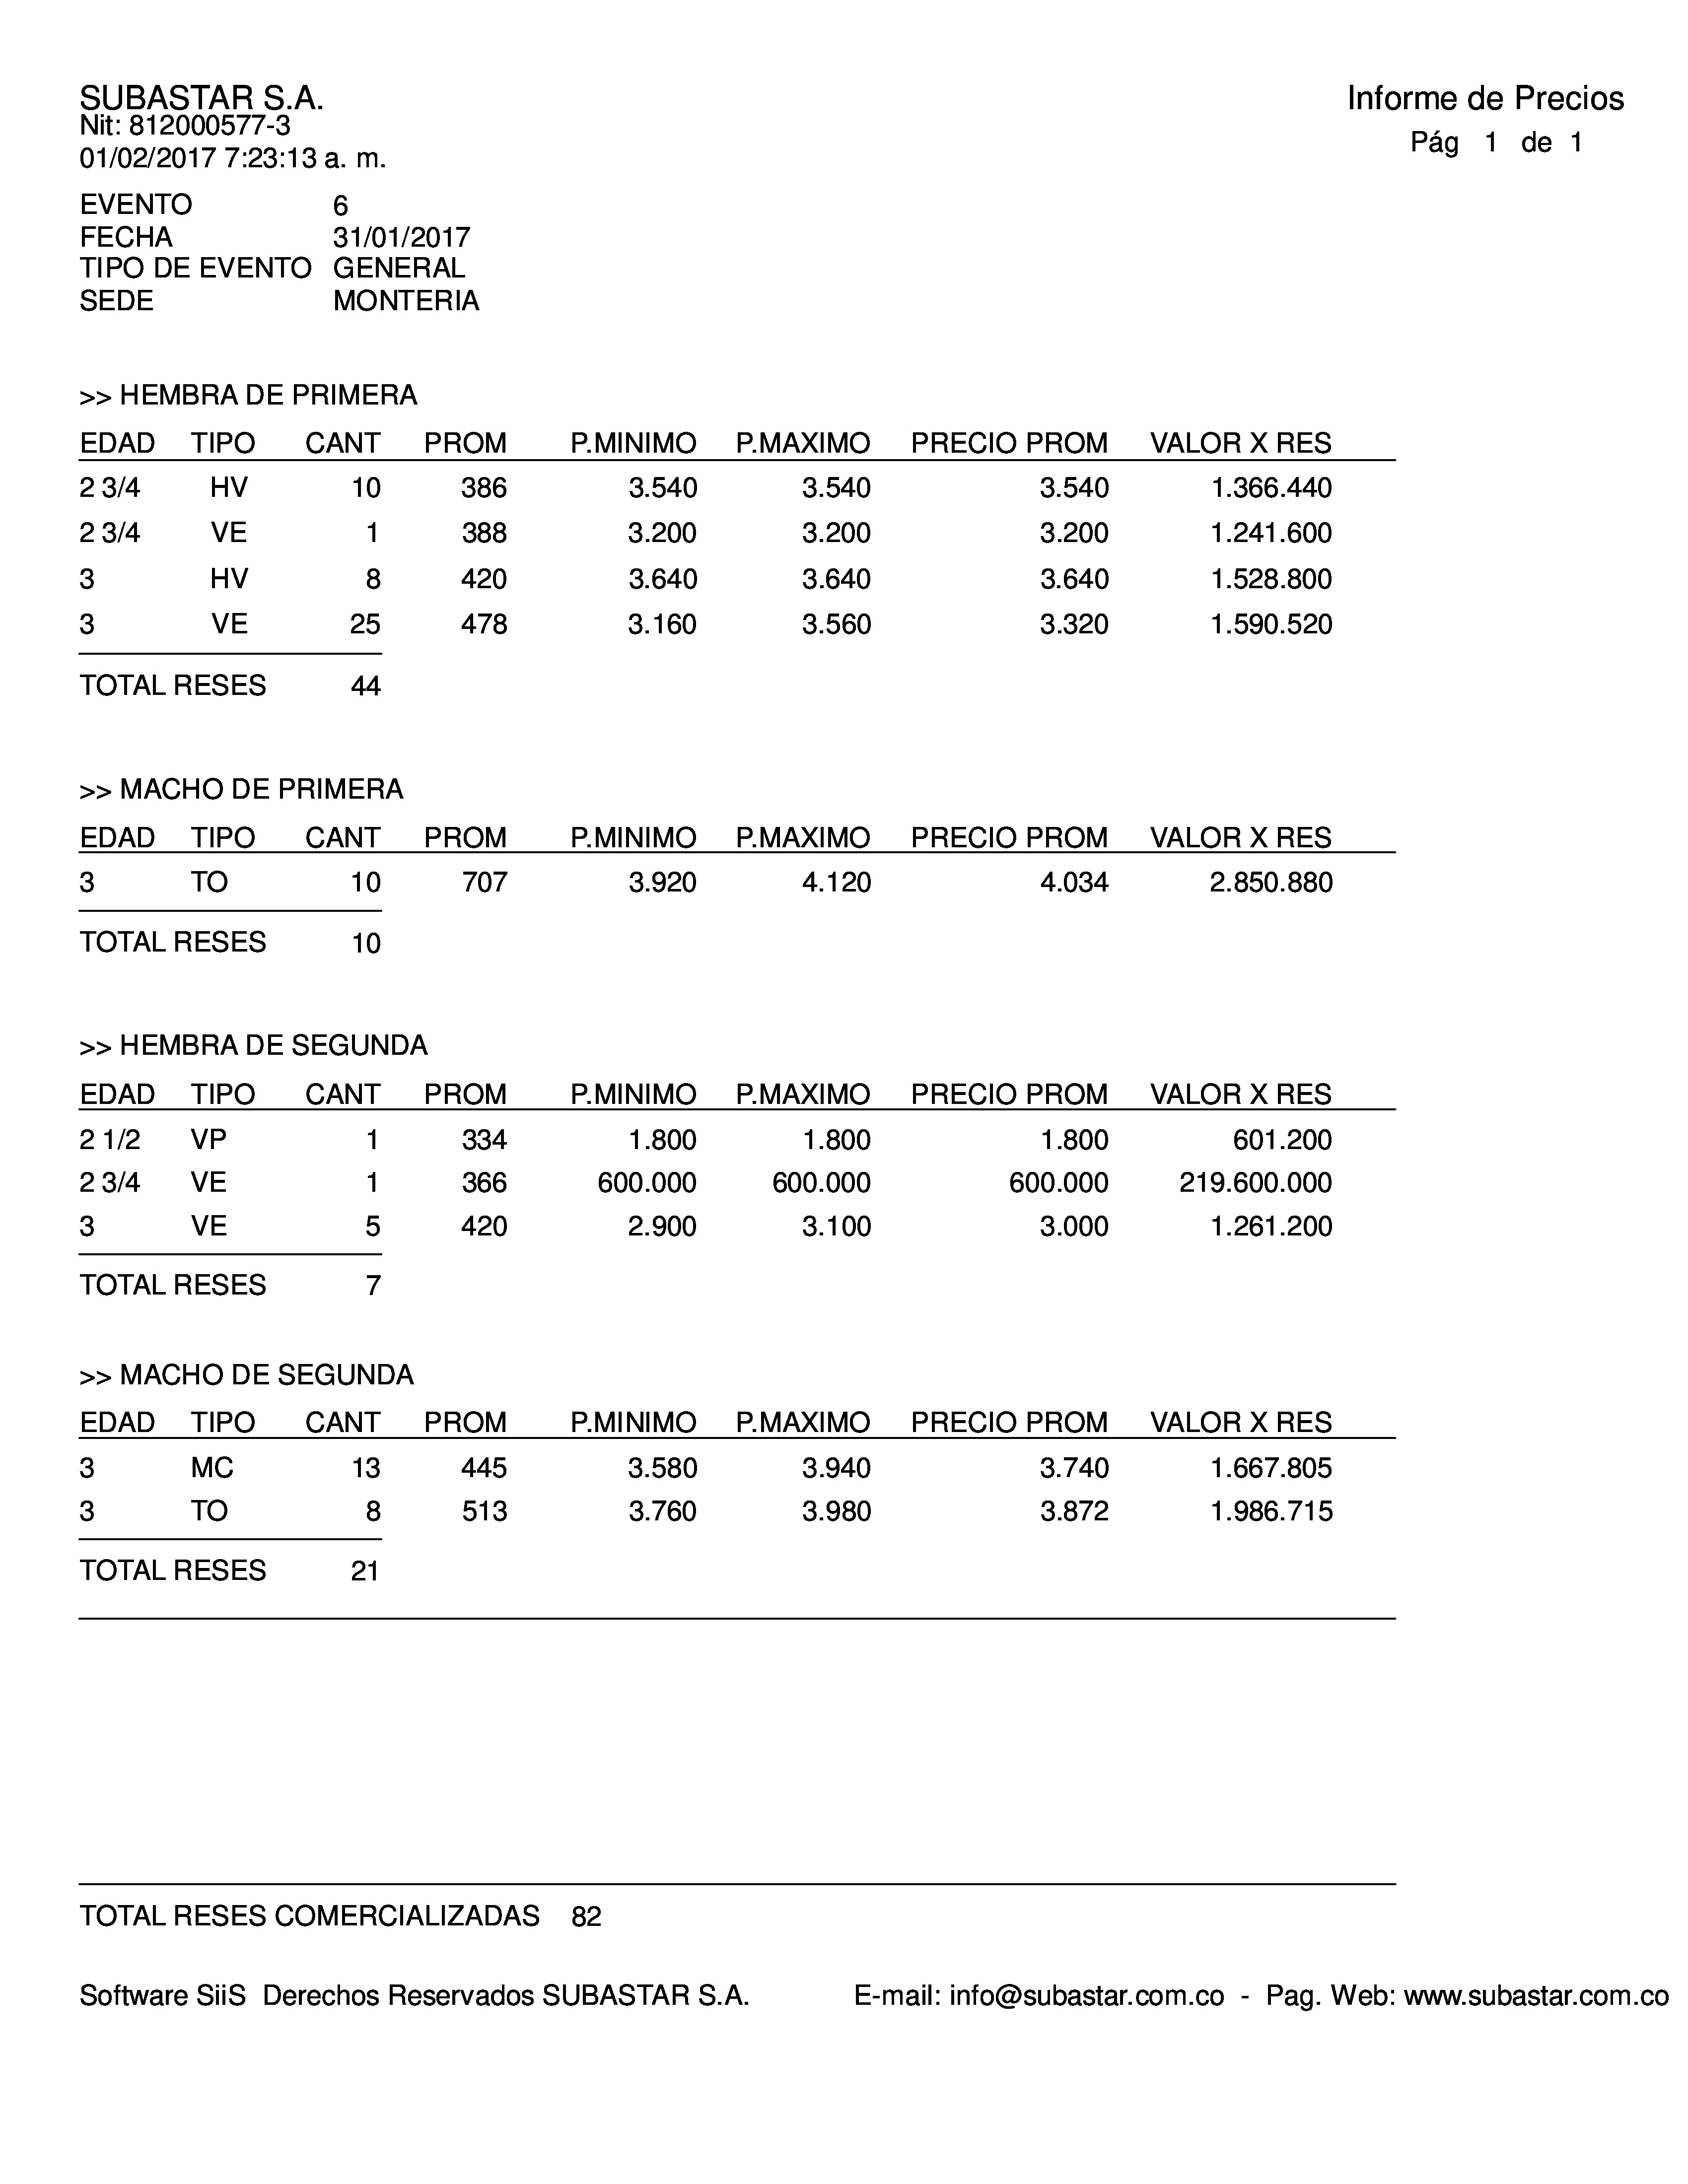 SUBASTAR S.A. Informe de Precios
Nit: 812000577-3
01/02/2017 7:23:13 a. m. Pág 1 de 1
EVENTO 6
FECHA 31/01/2017
TIPO DE EVENTO GENERAL
SEDE MONTERIA
>> HEMBRA DE PRIMERA
EDAD TIPO CANT PROM P.MINIMO P.MAXIMO PRECIO PROM VALOR X RES
2 3/4 HV 10 386 3.540 3.540 3.540 1.366.440
2 3/4 VE 1 388 3.200 3.200 3.200 1.241.600
3 HV 8 420 3.640 3.640 3.640 1.528.800
3 VE 25 478 3.160 3.560 3.320 1.590.520
TOTAL RESES 44
>> MACHO DE PRIMERA
EDAD TIPO CANT PROM P.MINIMO P.MAXIMO PRECIO PROM VALOR X RES
3 TO 10 707 3.920 4.120 4.034 2.850.880
TOTAL RESES 10
>> HEMBRA DE SEGUNDA
EDAD TIPO CANT PROM P.MINIMO P.MAXIMO PRECIO PROM VALOR X RES
2 1/2 VP 1 334 1.800 1.800 1.800 601.200
2 3/4 VE 1 366 600.000 600.000 600.000 219.600.000
3 VE 5 420 2.900 3.100 3.000 1.261.200
TOTAL RESES 7
>> MACHO DE SEGUNDA
EDAD TIPO CANT PROM P.MINIMO P.MAXIMO PRECIO PROM VALOR X RES
3 MC 13 445 3.580 3.940 3.740 1.667.805
3 TO 8 513 3.760 3.980 3.872 1.986.715
TOTAL RESES 21
TOTAL RESES COMERCIALIZADAS 82
Software SiiS Derechos Reservados SUBASTAR S.A. E-mail: info@subastar.com.co - Pag. Web: www.subastar.com.co